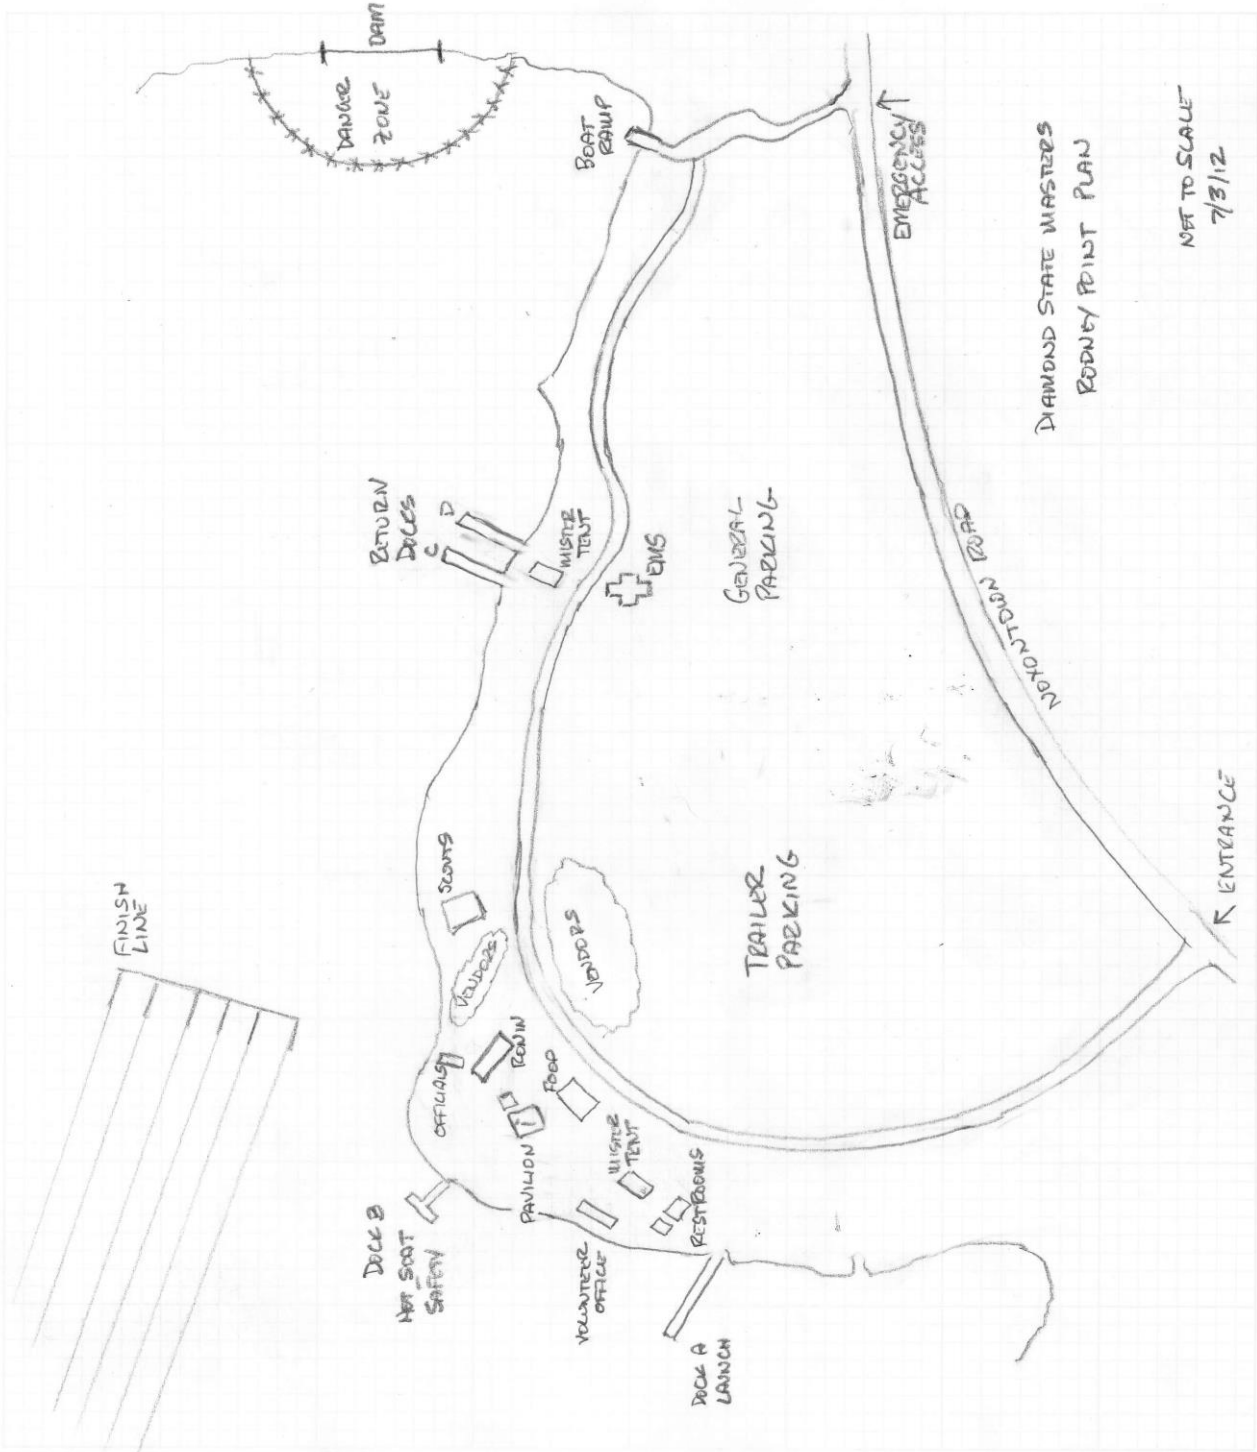 FINISH
LINE
DAM
DANGER
ZONE
BOAT
RAMP
RETURN
DOCKS
C
D
MISTER
TENT
EMS
GENERAL
PARKING
EMERGENCY
ACCESS
NOXONTOWN ROAD
ENTRANCE
TRAILER
PARKING
SCOUTS
VENDORS
VENDORS
OFFICIALS
RONIN
FOOD
PAVILION
MISTER
TENT
RESTROOMS
VOLUNTEER
OFFICE
DOCK B
HOT SEAT
SAFETY
DOCK A
LAUNCH
DIAMOND STATE MASTERS
RODNEY POINT PLAN
NOT TO SCALE
7/3/12